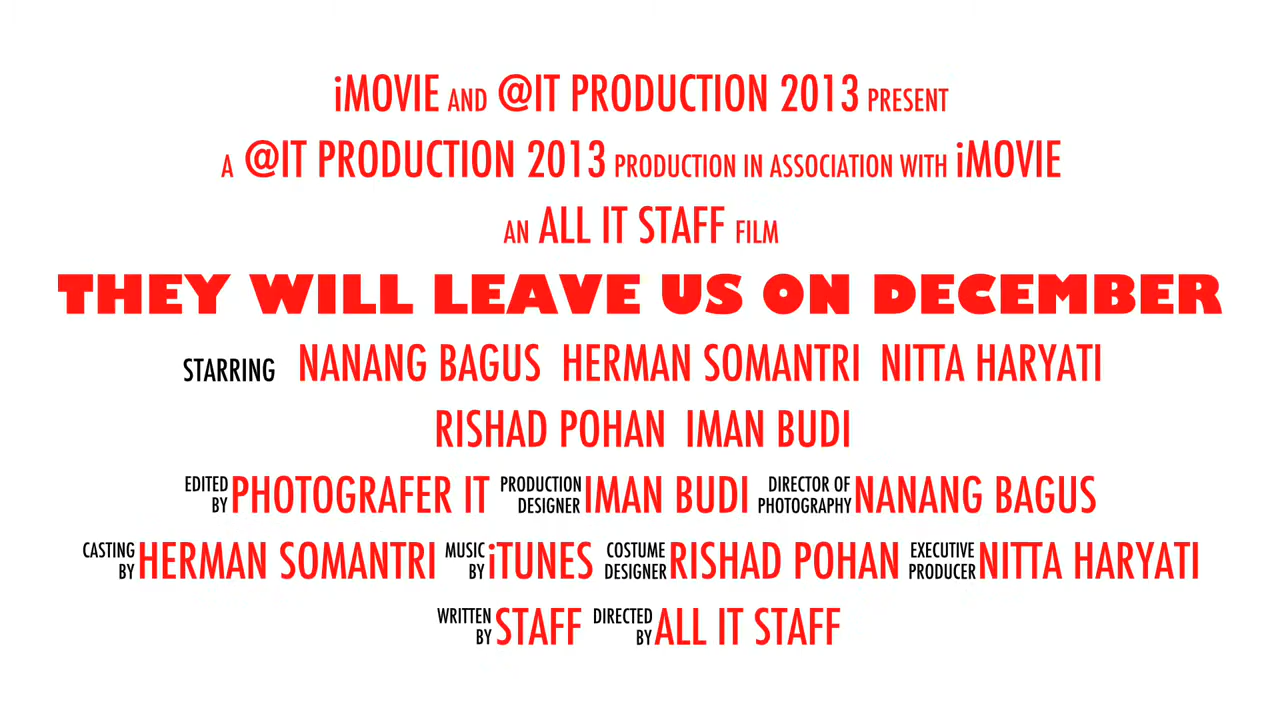 iMOVIE AND @IT PRODUCTION 2013 PRESENT
A @IT PRODUCTION 2013 PRODUCTION IN ASSOCIATION WITH iMOVIE
AN ALL IT STAFF FILM
THEY WILL LEAVE US ON DECEMBER
STARRING NANANG BAGUS HERMAN SOMANTRI NITTA HARYATI
RISHAD POHAN IMAN BUDI
EDITED BY PHOTOGRAFER IT PRODUCTION DESIGNER IMAN BUDI DIRECTOR OF PHOTOGRAPHY NANANG BAGUS
CASTING BY HERMAN SOMANTRI MUSIC BY iTUNES COSTUME DESIGNER RISHAD POHAN EXECUTIVE PRODUCER NITTA HARYATI
WRITTEN BY STAFF DIRECTED BY ALL IT STAFF